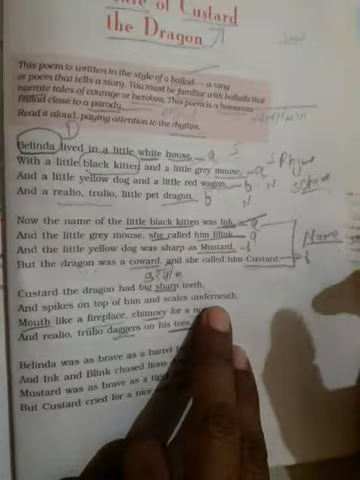 of Custard
the Dragon
This poem is written in the style of a ballad — a song
or poem that tells a story. You must be familiar with ballads that
narrate tales of courage or heroism. This poem is a humorous
ballad close to a parody.
Read it aloud, paying attention to the rhythm.
Belinda lived in a little white house, a S
With a little black kitten and a little grey mouse, a S Rhyme
And a little yellow dog and a little red wagon, b N
And a realio, trulio, little pet dragon. b N
Now the name of the little black kitten was Ink, a
And the little grey mouse, she called him Blink, a Name
And the little yellow dog was sharp as Mustard,
But the dragon was a coward, and she called him Custard.
Custard the dragon had big sharp teeth,
And spikes on top of him and scales underneath,
Mouth like a fireplace, chimney for a
And realio, trulio daggers on his toes.
Belinda was as brave as a barrel
And Ink and Blink chased lions
Mustard was as brave as a
But Custard cried for a nice